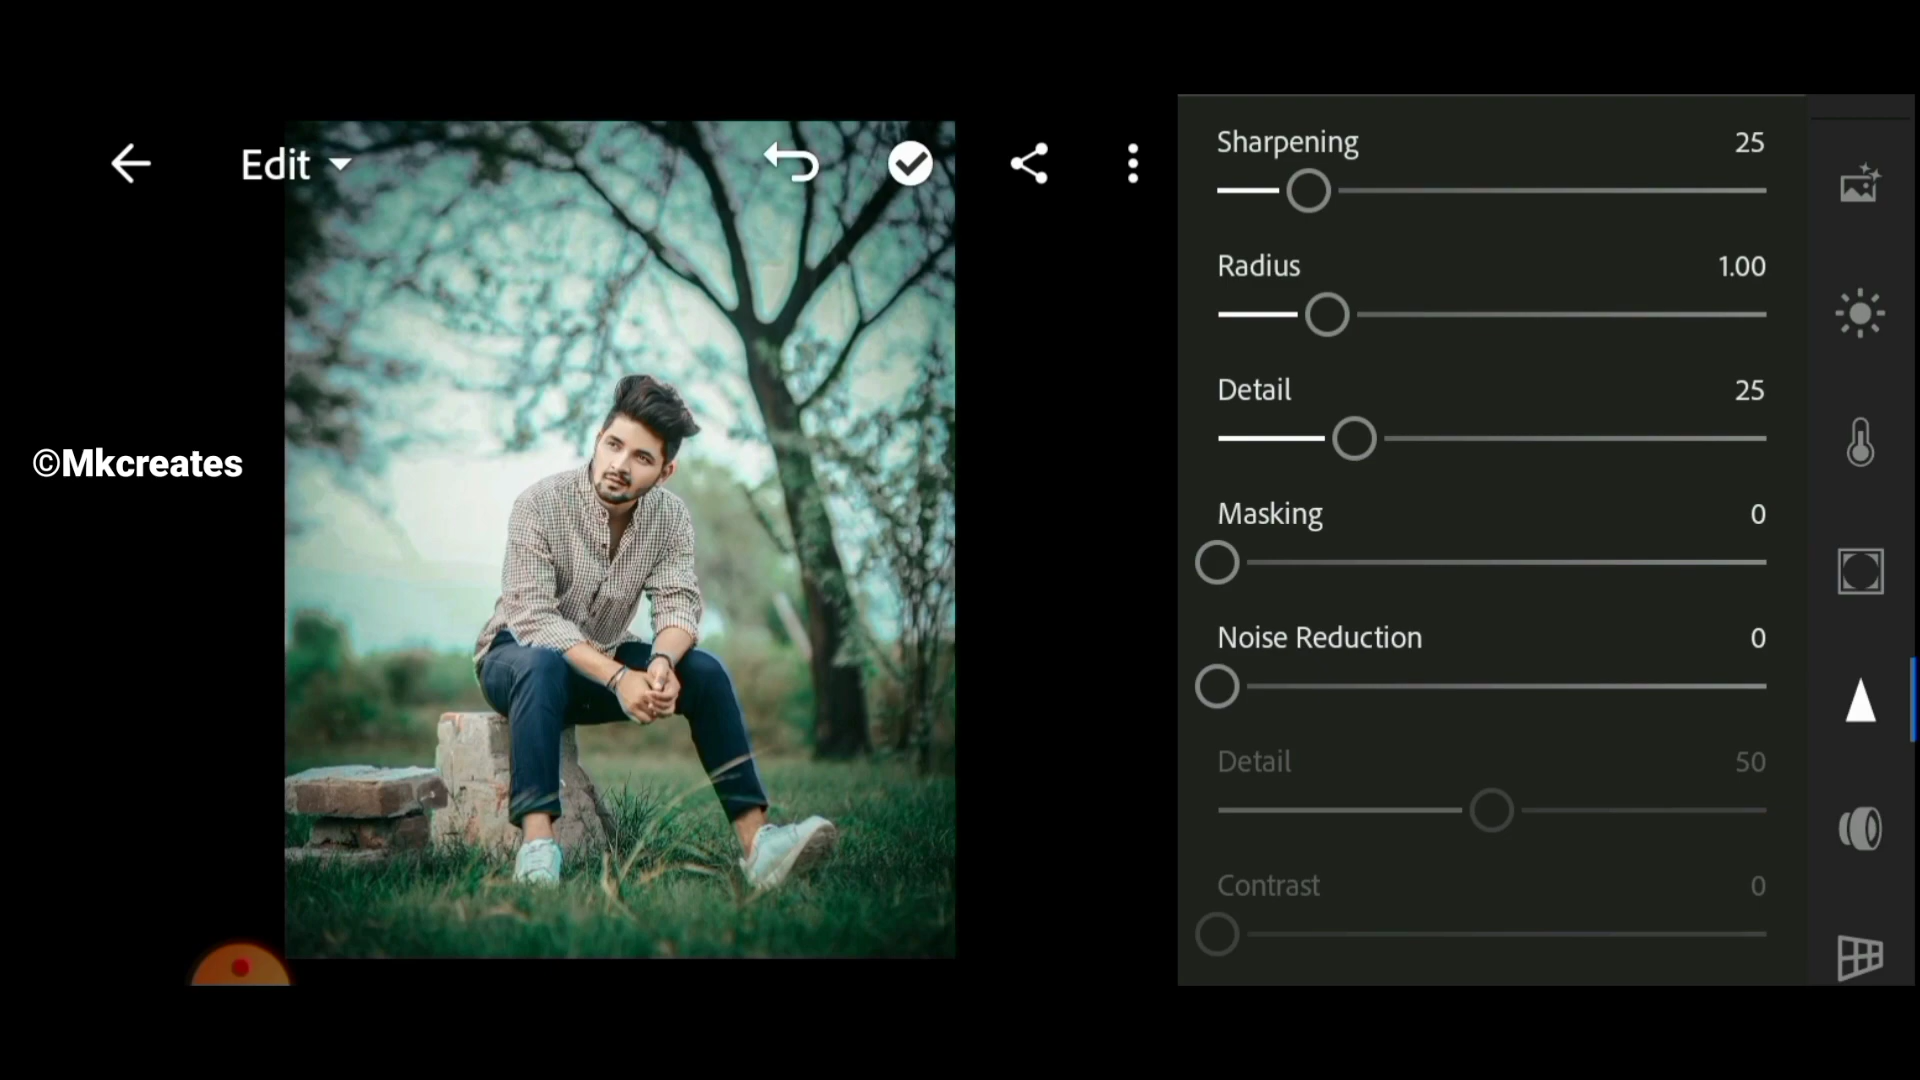 Edit
©Mkcreates
Sharpening 25
Radius 1.00
Detail 25
Masking 0
Noise Reduction 0
Detail 50
Contrast 0